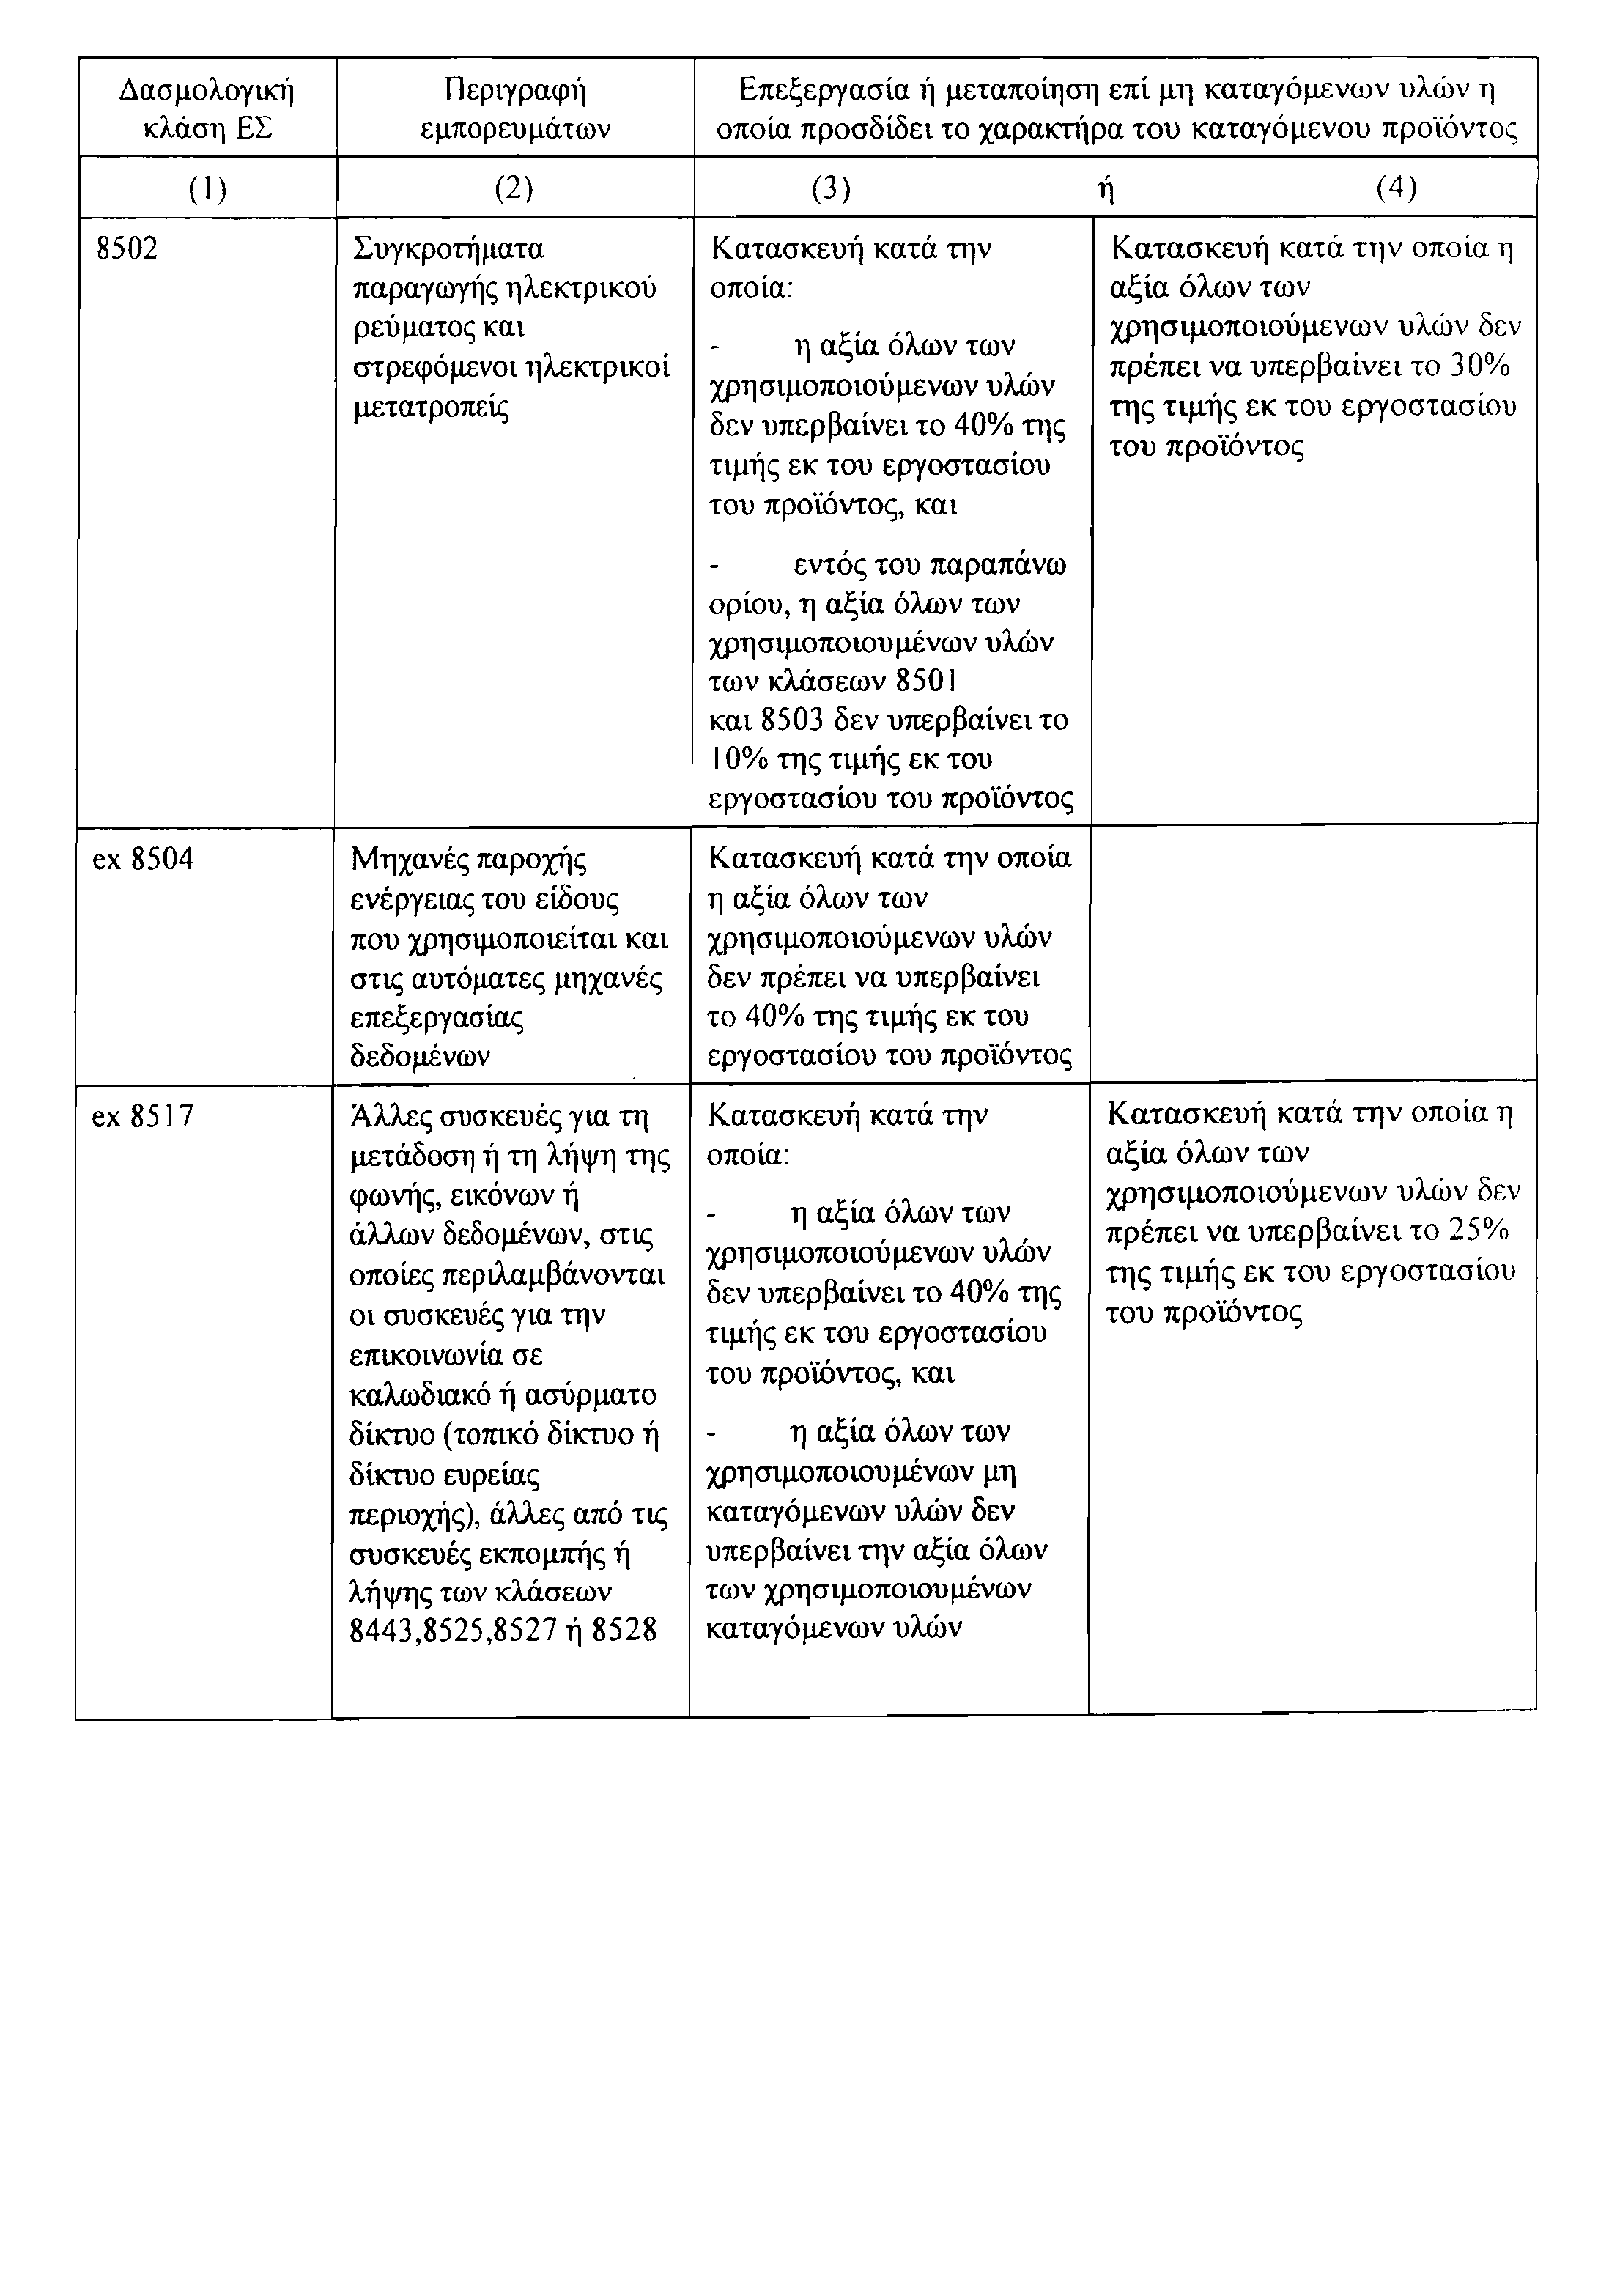 Δασμολογική
κλάση ΕΣ
Περιγραφή
εμπορευμάτων
Επεξεργασία ή μεταποίηση επί μη καταγόμενων υλών η
οποία προσδίδει το χαρακτήρα του καταγόμενου προϊόντος
(1)
(2)
(3) ή (4)
8502
Συγκροτήματα
παραγωγής ηλεκτρικού
ρεύματος και
στρεφόμενοι ηλεκτρικοί
μετατροπείς
Κατασκευή κατά την
οποία:
- η αξία όλων των
χρησιμοποιούμενων υλών
δεν υπερβαίνει το 40% της
τιμής εκ του εργοστασίου
του προϊόντος, και
- εντός του παραπάνω
ορίου, η αξία όλων των
χρησιμοποιουμένων υλών
των κλάσεων 8501
και 8503 δεν υπερβαίνει το
10% της τιμής εκ του
εργοστασίου του προϊόντος
Κατασκευή κατά την οποία η
αξία όλων των
χρησιμοποιούμενων υλών δεν
πρέπει να υπερβαίνει το 30%
της τιμής εκ του εργοστασίου
του προϊόντος
ex 8504
Μηχανές παροχής
ενέργειας του είδους
που χρησιμοποιείται και
στις αυτόματες μηχανές
επεξεργασίας
δεδομένων
Κατασκευή κατά την οποία
η αξία όλων των
χρησιμοποιούμενων υλών
δεν πρέπει να υπερβαίνει
το 40% της τιμής εκ του
εργοστασίου του προϊόντος
ex 8517
Άλλες συσκευές για τη
μετάδοση ή τη λήψη της
φωνής, εικόνων ή
άλλων δεδομένων, στις
οποίες περιλαμβάνονται
οι συσκευές για την
επικοινωνία σε
καλωδιακό ή ασύρματο
δίκτυο (τοπικό δίκτυο ή
δίκτυο ευρείας
περιοχής), άλλες από τις
συσκευές εκπομπής ή
λήψης των κλάσεων
8443,8525,8527 ή 8528
Κατασκευή κατά την
οποία:
- η αξία όλων των
χρησιμοποιούμενων υλών
δεν υπερβαίνει το 40% της
τιμής εκ του εργοστασίου
του προϊόντος, και
- η αξία όλων των
χρησιμοποιουμένων μη
καταγόμενων υλών δεν
υπερβαίνει την αξία όλων
των χρησιμοποιουμένων
καταγόμενων υλών
Κατασκευή κατά την οποία η
αξία όλων των
χρησιμοποιούμενων υλών δεν
πρέπει να υπερβαίνει το 25%
της τιμής εκ του εργοστασίου
του προϊόντος